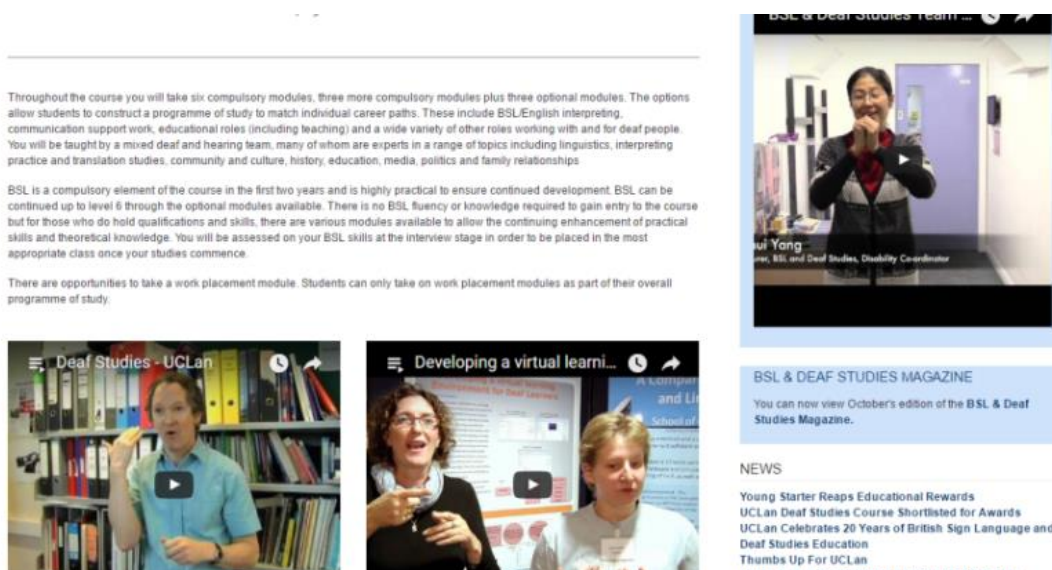 Throughout the course you will take six compulsory modules, three more compulsory modules plus three optional modules. The options
allow students to construct a programme of study to match individual career paths. These include BSL/English interpreting,
communication support work, educational roles (including teaching) and a wide variety of other roles working with and for deaf people.
You will be taught by a mixed deaf and hearing team, many of whom are experts in a range of topics including linguistics, interpreting
practice and translation studies, community and culture, history, education, media, politics and family relationships
BSL is a compulsory element of the course in the first two years and is highly practical to ensure continued development. BSL can be
continued up to level 6 through the optional modules available. There is no BSL fluency or knowledge required to gain entry to the course
but for those who do hold qualifications and skills, there are various modules available to allow the continuing enhancement of practical
skills and theoretical knowledge. You will be assessed on your BSL skills at the interview stage in order to be placed in the most
appropriate class once your studies commence.
There are opportunities to take a work placement module. Students can only take on work placement modules as part of their overall
programme of study.
Deaf Studies - UCLan
Developing a virtual learni...
A Compar
and Li
School of
BSL & Deaf Studies Team ...
ui Yang
urer, BSL and Deaf Studies, Disability Co-ordinator
BSL & DEAF STUDIES MAGAZINE
You can now view October's edition of the BSL & Deaf
Studies Magazine.
NEWS
Young Starter Reaps Educational Rewards
UCLan Deaf Studies Course Shortlisted for Awards
UCLan Celebrates 20 Years of British Sign Language and
Deaf Studies Education
Thumbs Up For UCLan